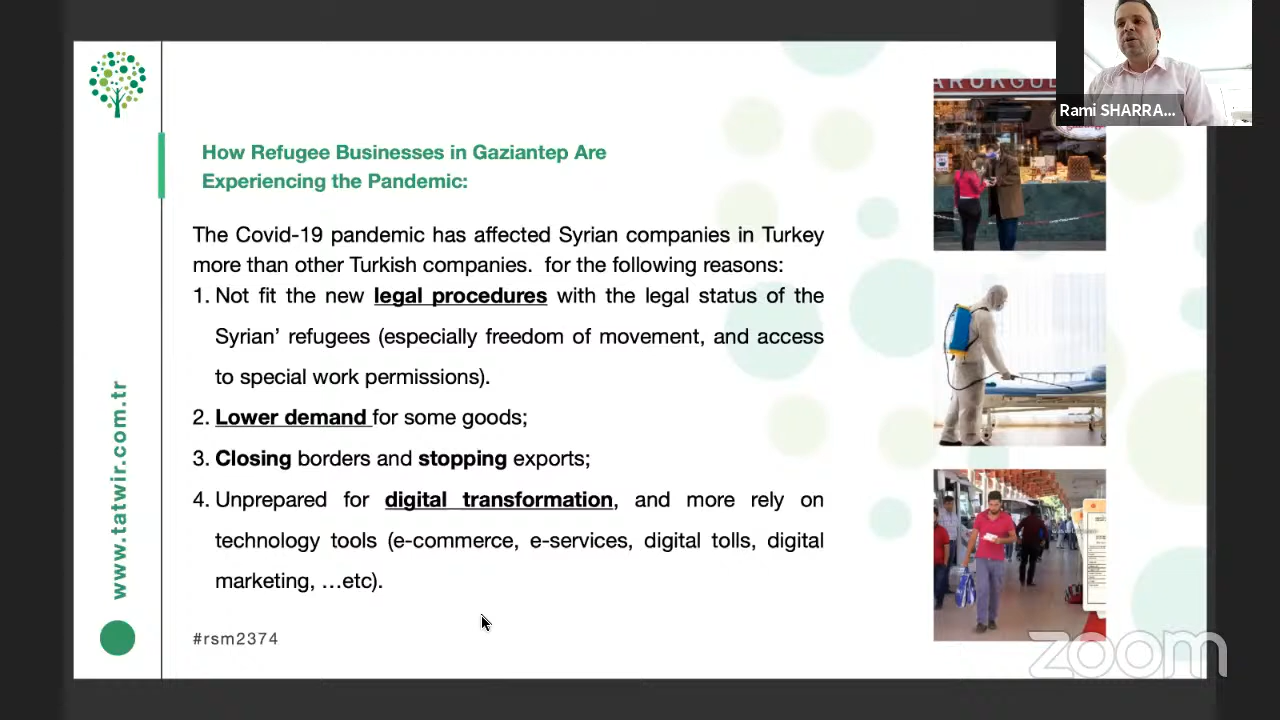 Rami SHARRA...
How Refugee Businesses in Gaziantep Are
Experiencing the Pandemic:
The Covid-19 pandemic has affected Syrian companies in Turkey
more than other Turkish companies.  for the following reasons:
1. Not fit the new legal procedures with the legal status of the
Syrian’ refugees (especially freedom of movement, and access
to special work permissions).
2. Lower demand for some goods;
3. Closing borders and stopping exports;
4. Unprepared for digital transformation, and more rely on
technology tools (e-commerce, e-services, digital tolls, digital
marketing, …etc).
#rsm2374
www.tatwir.com.tr
zoom